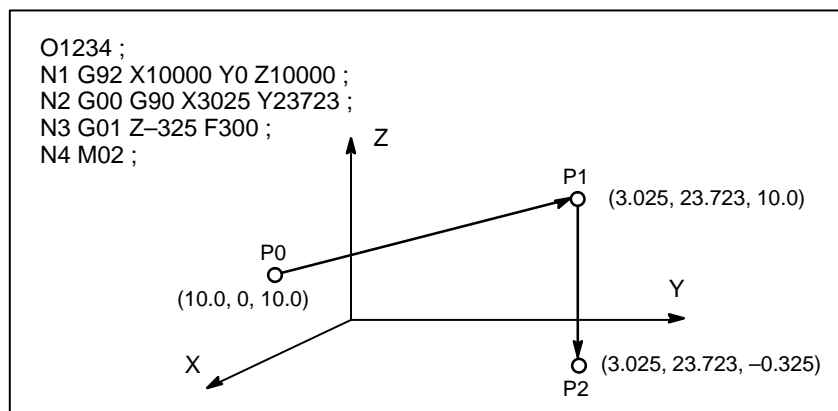 O1234 ;
N1 G92 X10000 Y0 Z10000 ;
N2 G00 G90 X3025 Y23723 ;
N3 G01 Z–325 F300 ;
N4 M02 ;
Z
P1
(3.025, 23.723, 10.0)
P0
(10.0, 0, 10.0)
Y
X
(3.025, 23.723, –0.325)
P2